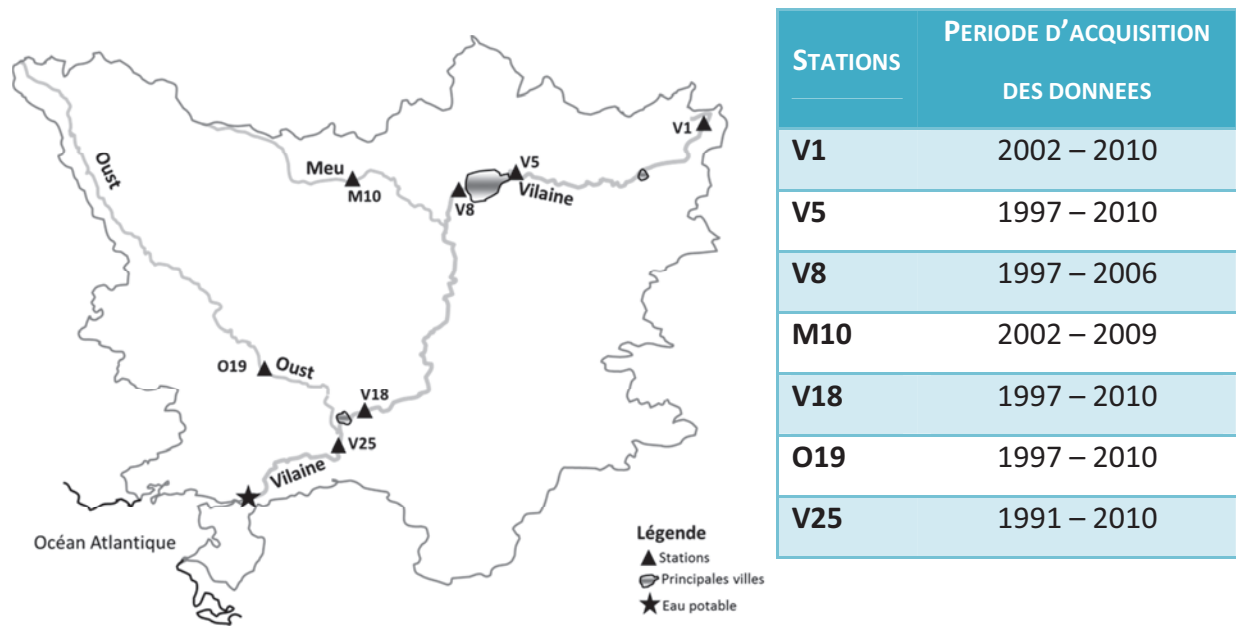 V1
Oust
Meu
M10
V5
Vilaine
V8
O19
Oust
V18
V25
Vilaine
Océan Atlantique
Légende
Stations
Principales villes
Eau potable
STATIONS
PERIODE D'ACQUISITION
DES DONNEES
V1 2002 – 2010
V5 1997 – 2010
V8 1997 – 2006
M10 2002 – 2009
V18 1997 – 2010
O19 1997 – 2010
V25 1991 – 2010